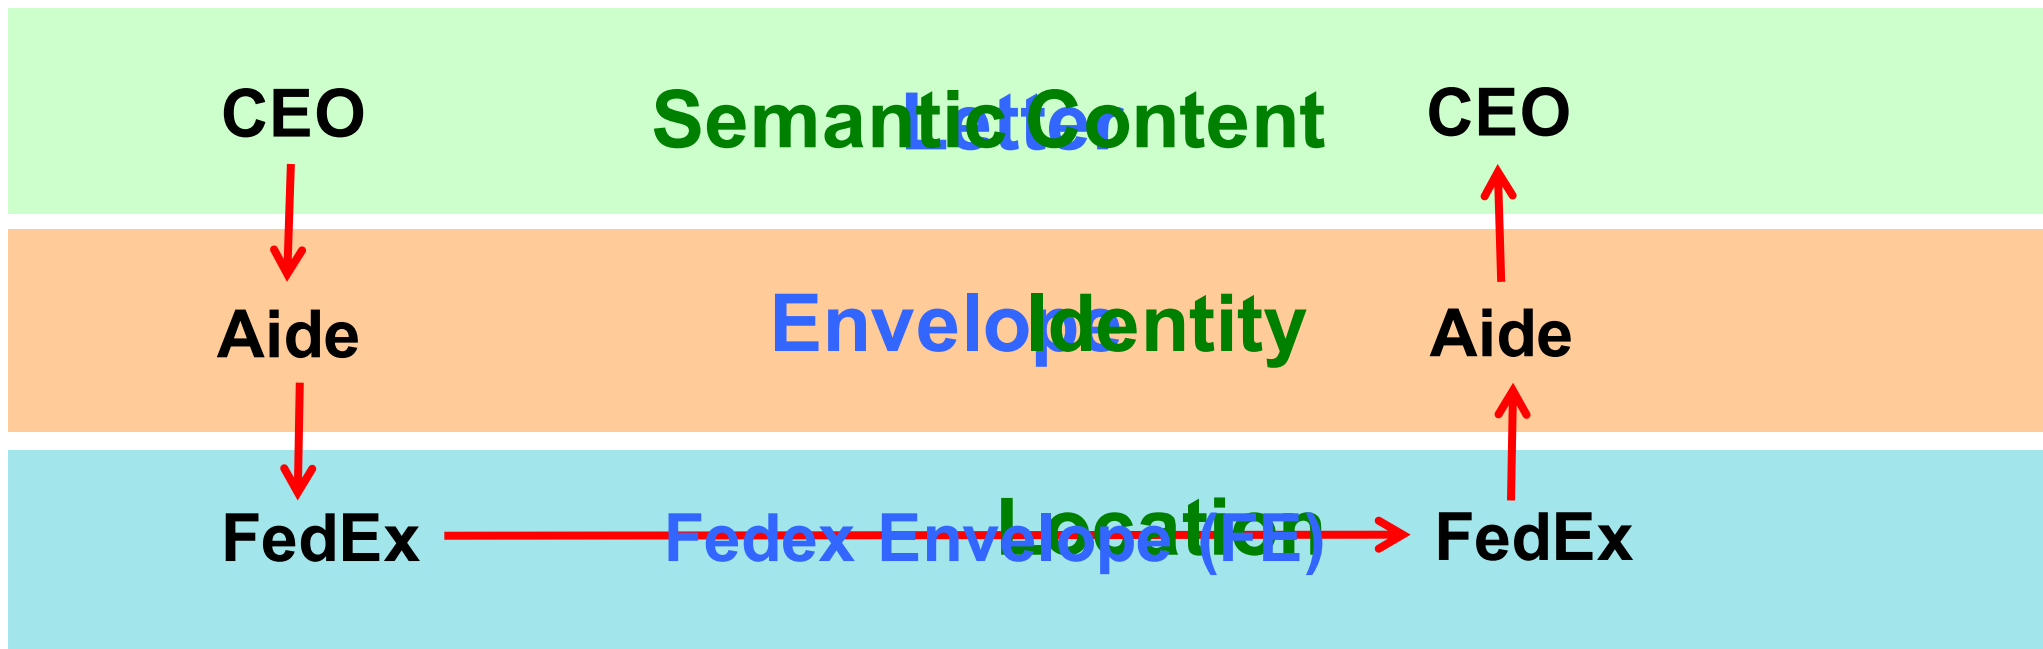 CEO Semantic Content Letter CEO
Aide Envelope Identity Aide
FedEx Location Fedex Envelope (FE) FedEx